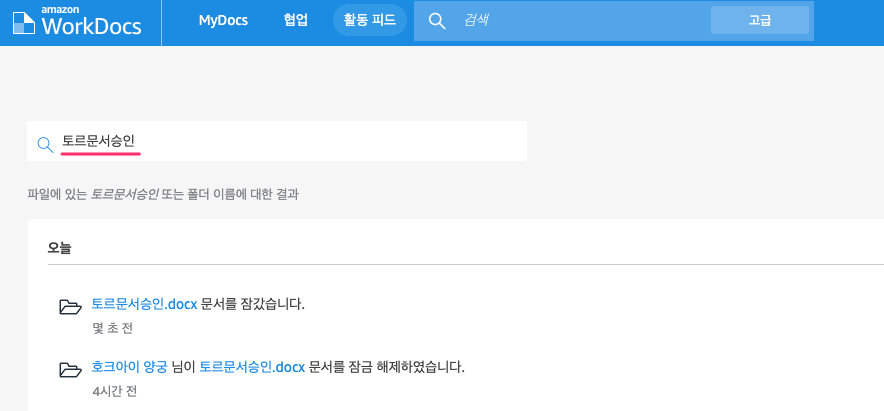 amazon
WorkDocs MyDocs 협업 활동 피드 검색 고급
토르문서승인
파일에 있는 토르문서승인 또는 폴더 이름에 대한 결과
오늘
토르문서승인.docx 문서를 잠갔습니다.
몇 초 전
호크아이 양궁 님이 토르문서승인.docx 문서를 잠금 해제하였습니다.
4시간 전